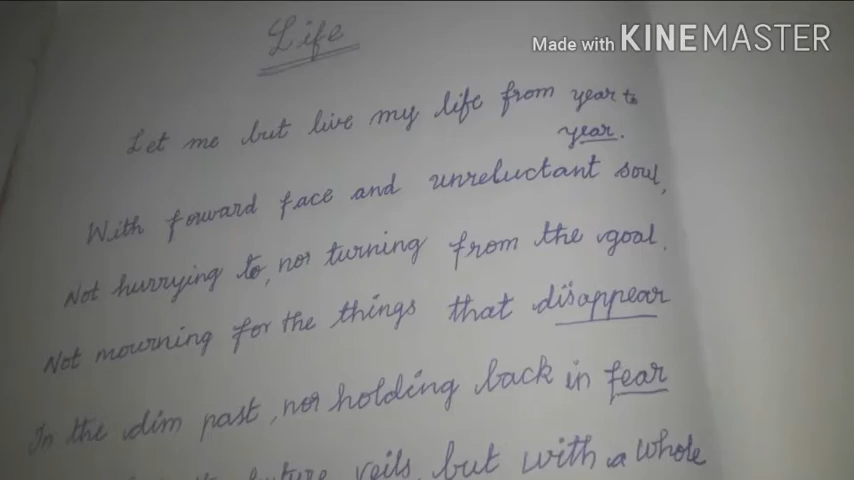 Life
Made with KINEMASTER
Let me but live my life from year to
year.
With forward face and unreluctant soul,
Not hurrying to, nor turning from the goal.
Not mourning for the things that disappear
In the dim past, nor holding back in fear
future veils, but with a whole